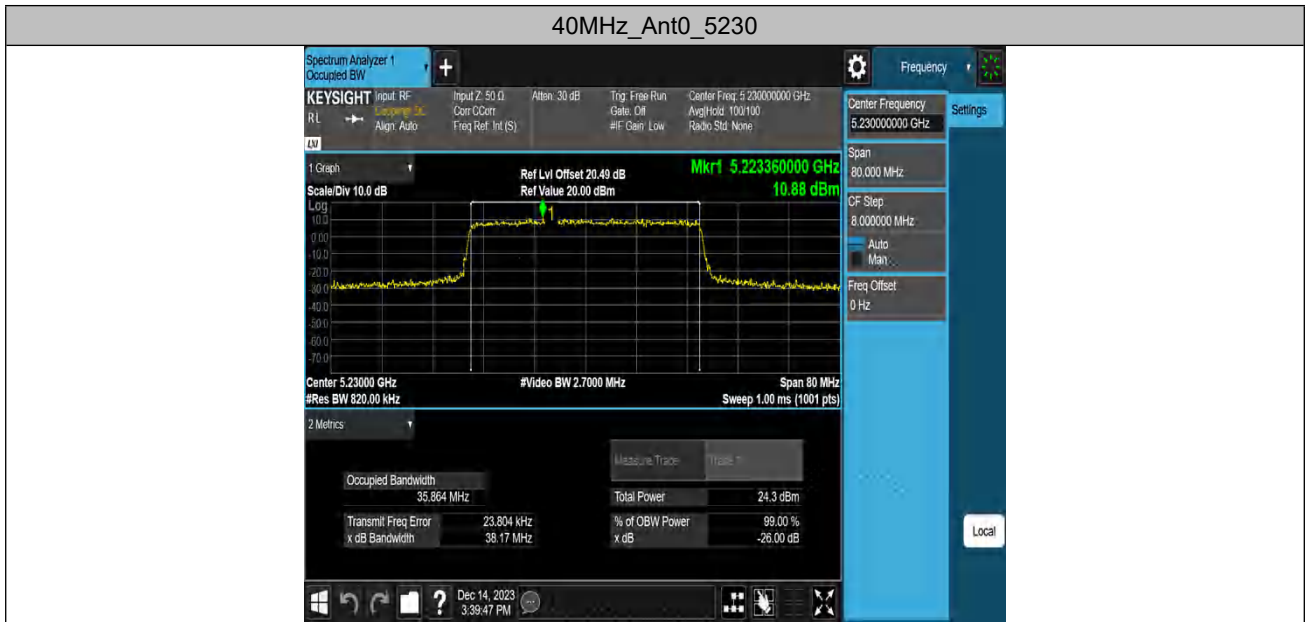 40MHz_Ant0_5230
Spectrum Analyzer 1
Occupied BW
+
Frequency
KEYSIGHT
RL
LXI
Input: RF
Coupling: DC
Align: Auto
Input Z: 50 Ω
Corr CCorr
Freq Ref: Int (S)
Atten: 30 dB
Trig: Free Run
Gate: Off
#IF Gain: Low
Center Freq: 5.230000000 GHz
Avg|Hold: 100/100
Radio Std: None
Center Frequency
5.230000000 GHz
Settings
Span
80.000 MHz
CF Step
8.000000 MHz
Auto
Man
Freq Offset
0 Hz
Local
1 Graph
Scale/Div 10.0 dB
Ref Lvl Offset 20.49 dB
Ref Value 20.00 dBm
Mkr1 5.223360000 GHz
10.88 dBm
Log
10.0
0.00
-10.0
-20.0
-30.0
-40.0
-50.0
-60.0
-70.0
1
Center 5.23000 GHz
#Res BW 820.00 kHz
#Video BW 2.7000 MHz
Span 80 MHz
Sweep 1.00 ms (1001 pts)
2 Metrics
Measure Trace
Trace 1
Occupied Bandwidth
35.864 MHz
Total Power 24.3 dBm
Transmit Freq Error 23.804 kHz
% of OBW Power 99.00 %
x dB Bandwidth 38.17 MHz
x dB -26.00 dB
?
Dec 14, 2023
3:39:47 PM